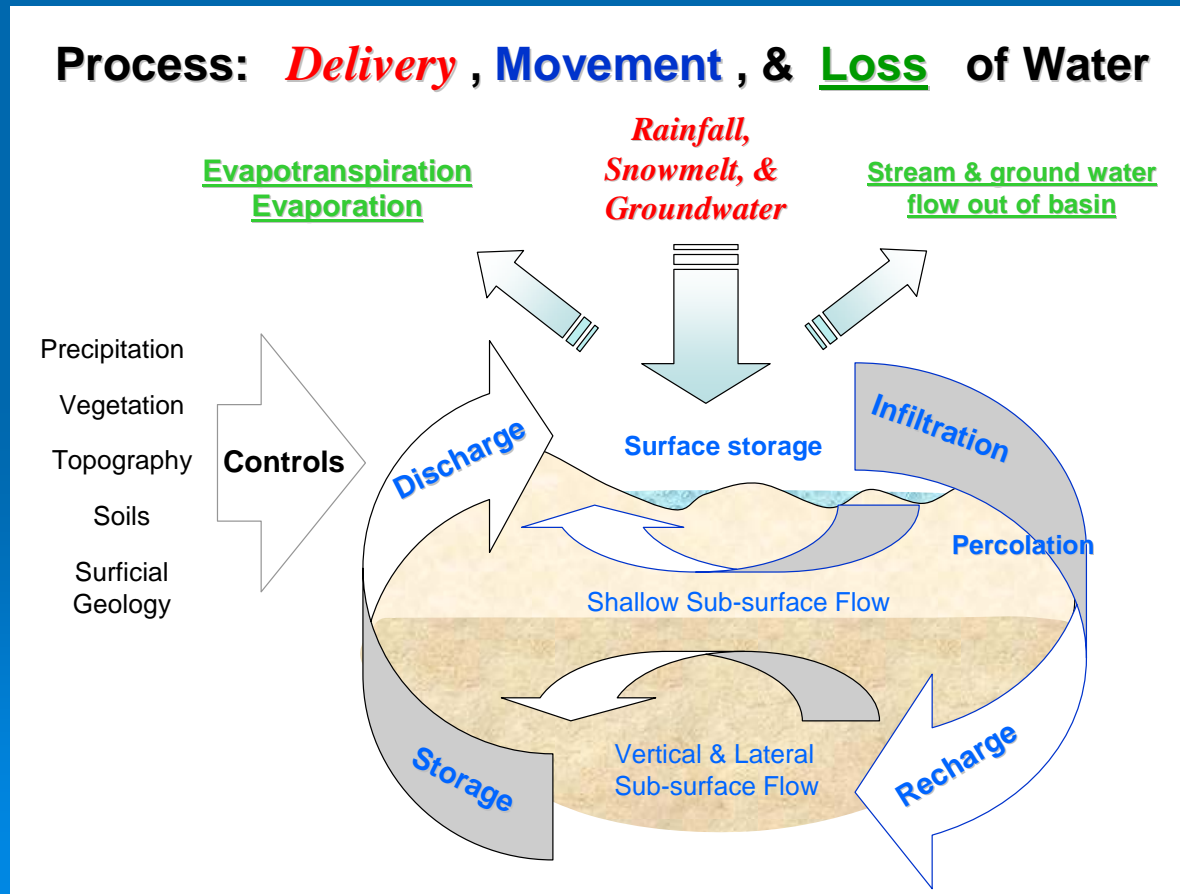 Process: Delivery , Movement , & Loss of Water
Rainfall,
Snowmelt, &
Groundwater
Evapotranspiration
Evaporation
Stream & ground water
flow out of basin
Precipitation
Vegetation
Topography
Soils
Surficial
Geology
Controls
Discharge
Surface storage
Infiltration
Percolation
Shallow Sub-surface Flow
Vertical & Lateral
Sub-surface Flow
Storage
Recharge